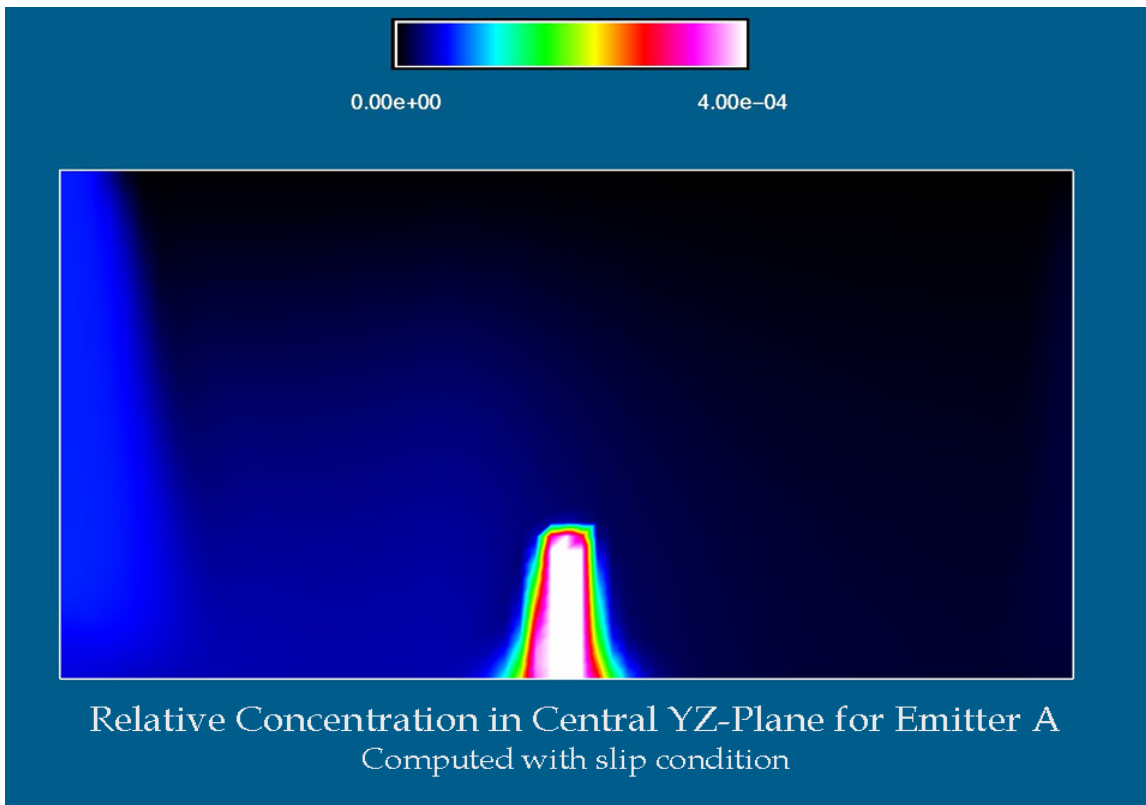 0.00e+00 4.00e−04
Relative Concentration in Central YZ-Plane for Emitter A
Computed with slip condition